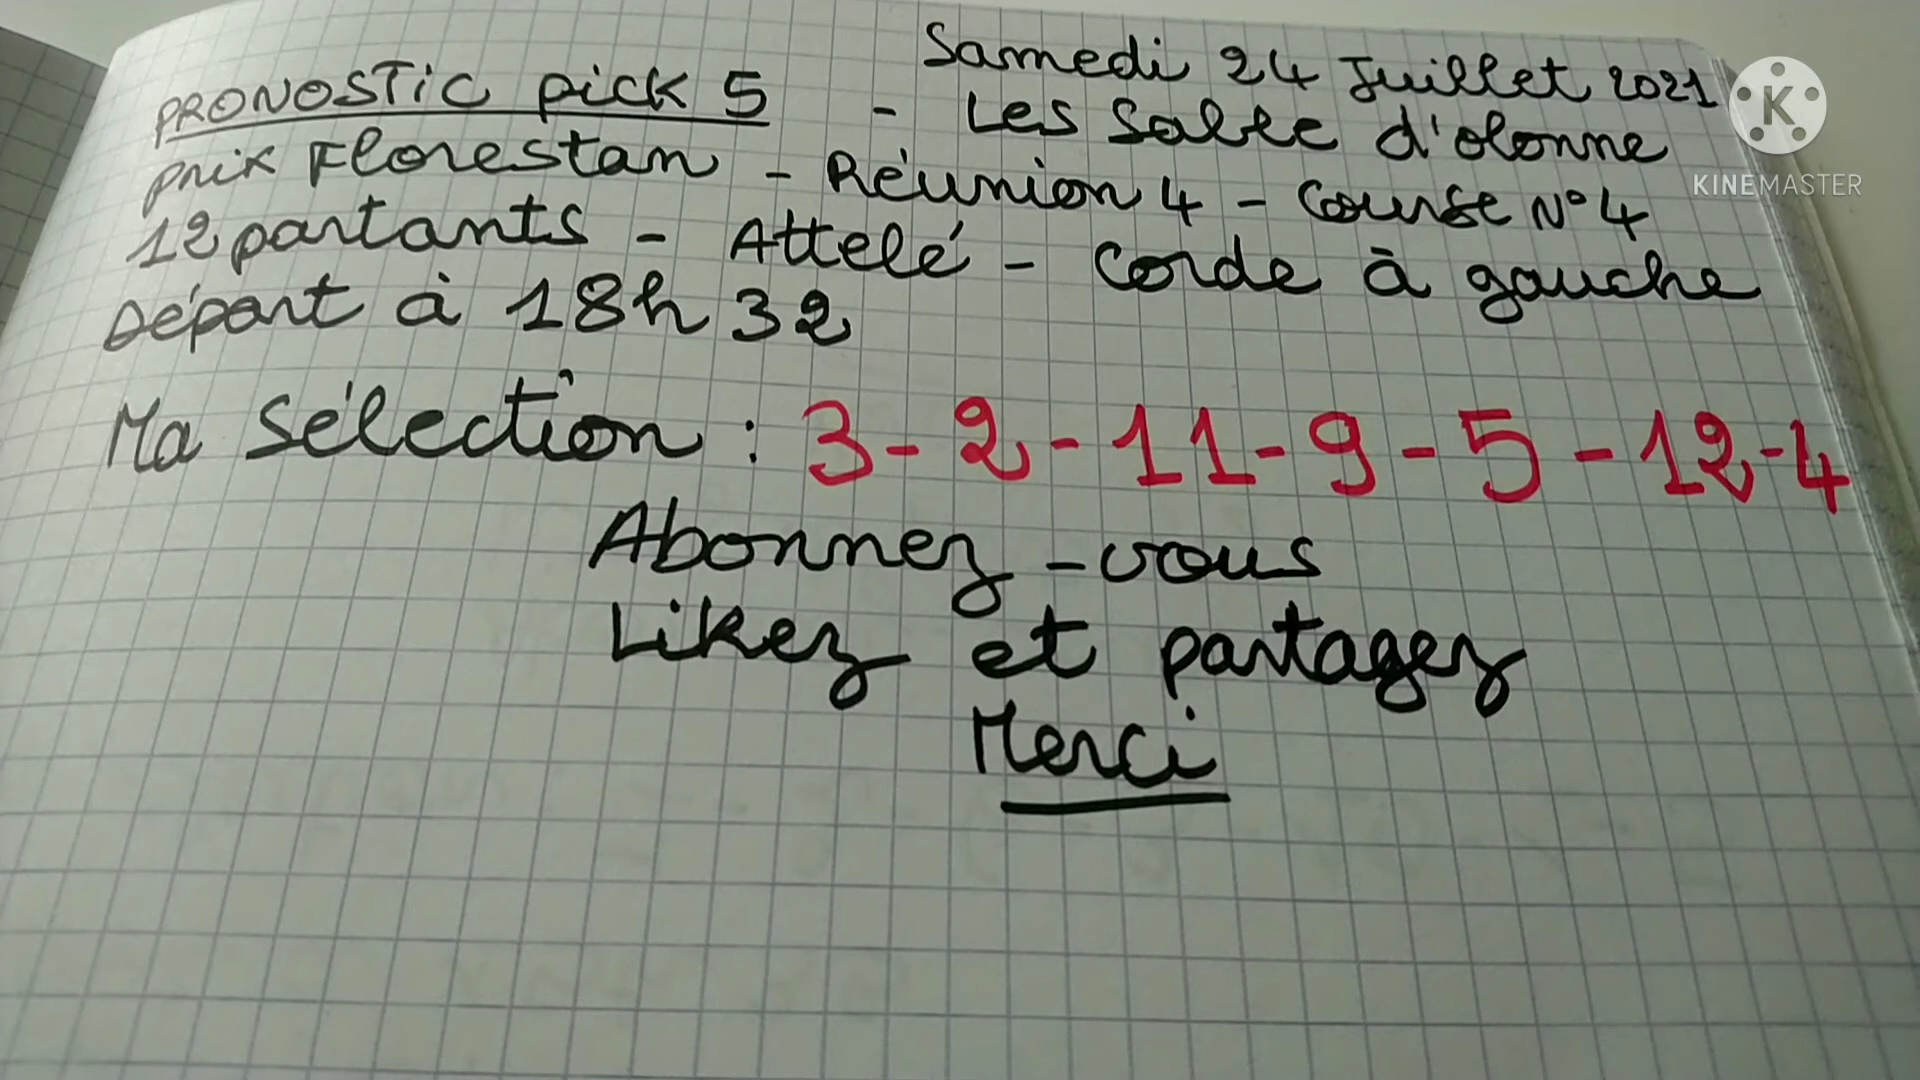 Samedi 24 Juillet 2021
PRONOSTIC PICK 5 - Les Sable d'olonne
prix Florestan - Réunion 4 - Course N°4
12 partants - Attelé - Corde à gauche
Départ à 18h 32
Ma sélection : 3 - 2 - 11 - 9 - 5 - 12 - 4
Abonnez-vous
Likez et partagez
Merci
K
KINEMASTER